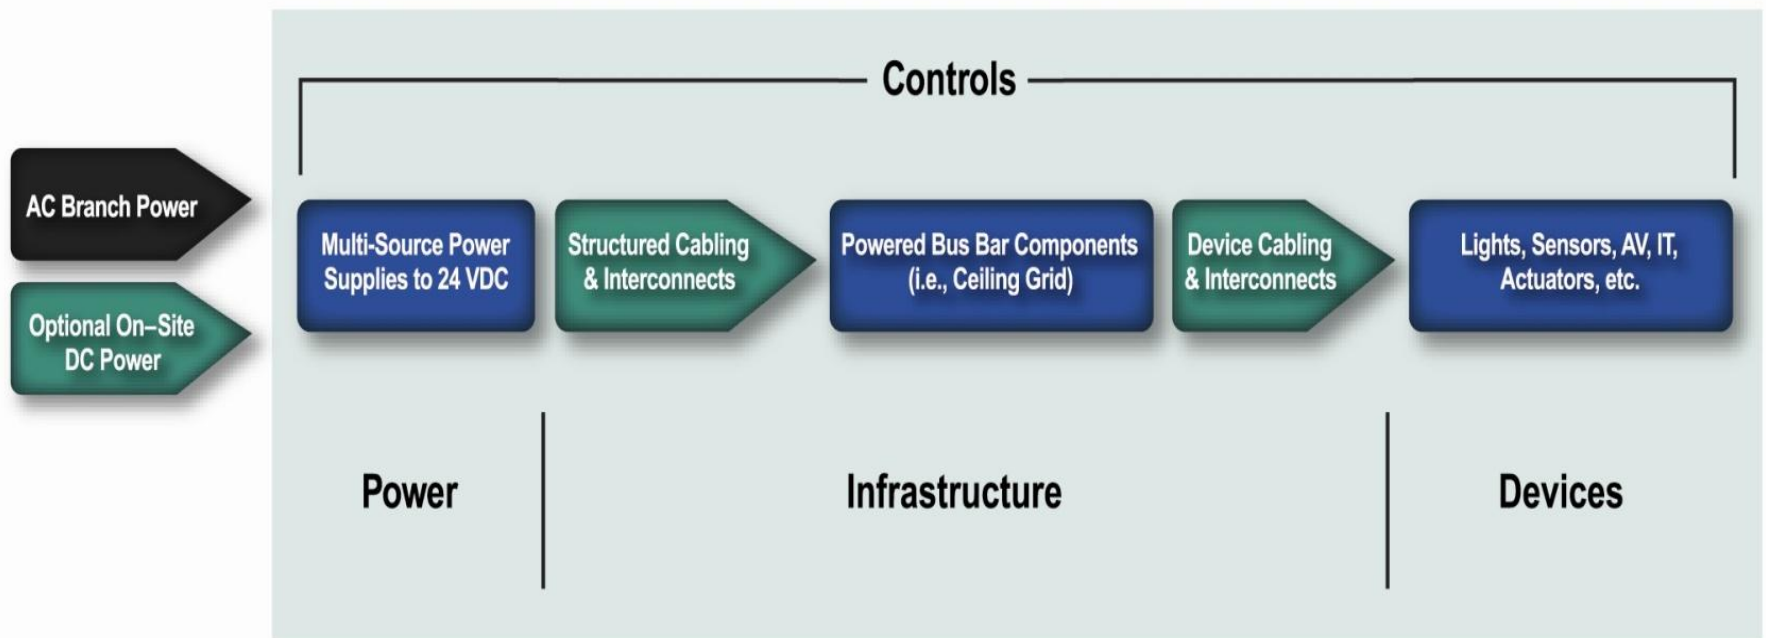 Controls
AC Branch Power
Optional On–Site
DC Power
Multi-Source Power
Supplies to 24 VDC
Structured Cabling
& Interconnects
Powered Bus Bar Components
(i.e., Ceiling Grid)
Device Cabling
& Interconnects
Lights, Sensors, AV, IT,
Actuators, etc.
Power
Infrastructure
Devices